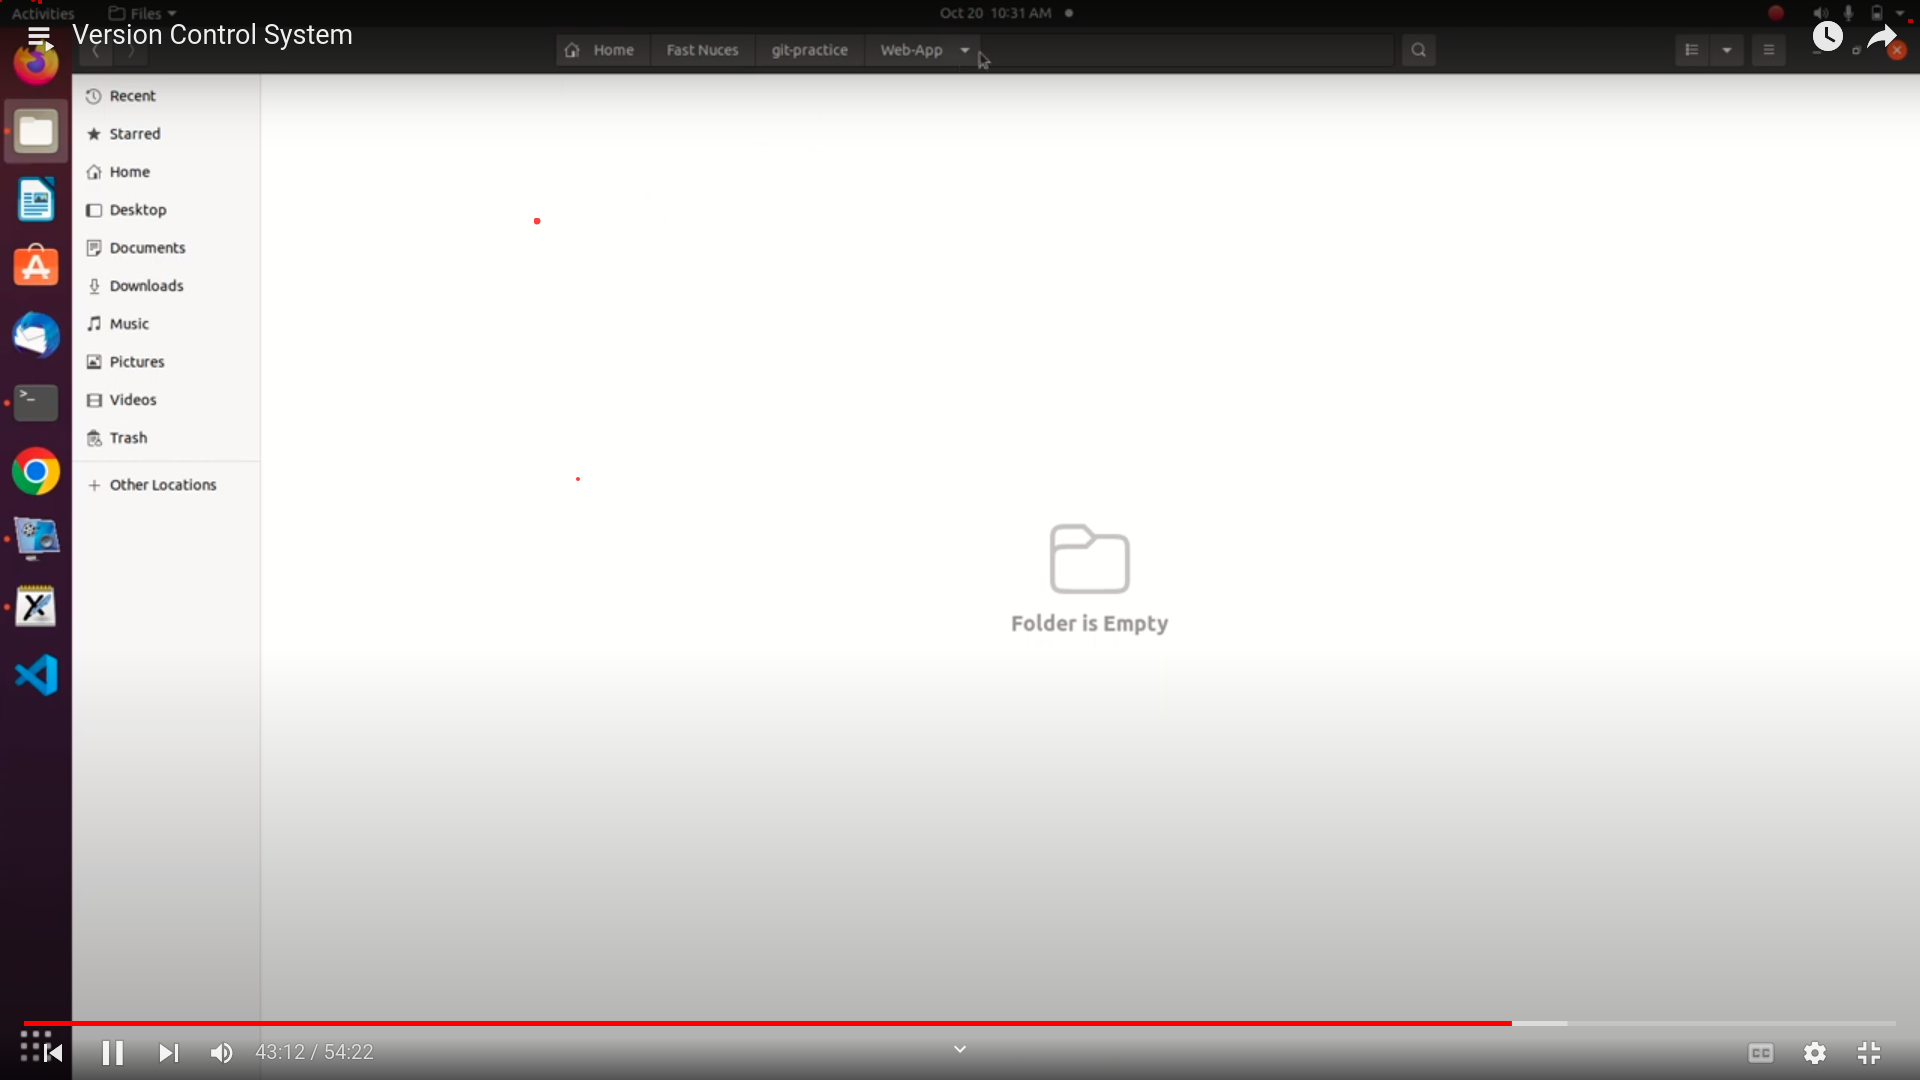 Activities
Files
Oct 20 10:31 AM
Version Control System
Home
Fast Nuces
git-practice
Web-App
Recent
Starred
Home
Desktop
Documents
Downloads
Music
Pictures
Videos
Trash
Other Locations
Folder is Empty
43:12 / 54:22
CC